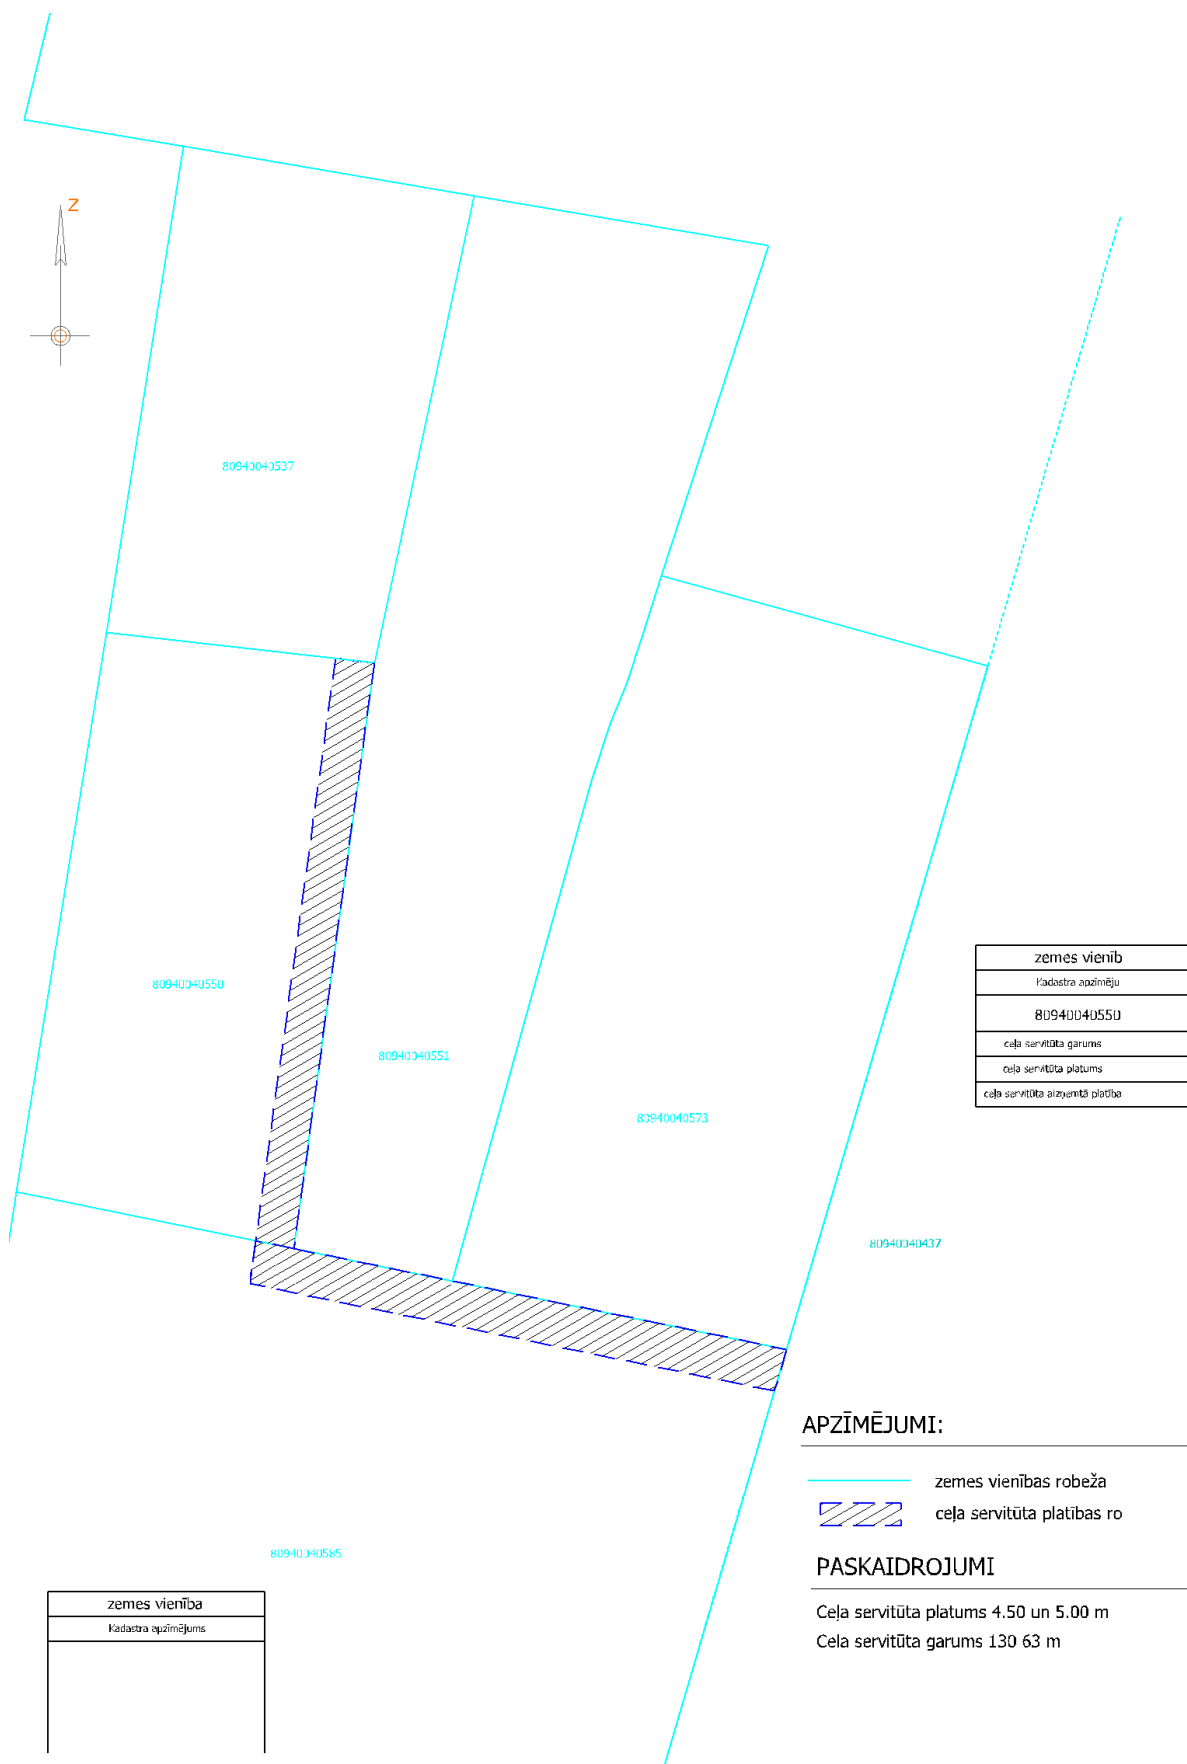 Z
80940040537
80940040550
80940040551
80940040573
80940040437
80940040585
zemes vienīb
Kadastra apzīmēju
80940040550
ceļa servitūta garums
ceļa servitūta platums
ceļa servitūta aizņemtā platība
APZĪMĒJUMI:
zemes vienības robeža
ceļa servitūta platības ro
PASKAIDROJUMI
Ceļa servitūta platums 4.50 un 5.00 m
Ceļa servitūta garums 130 63 m
zemes vienība
Kadastra apzīmējums